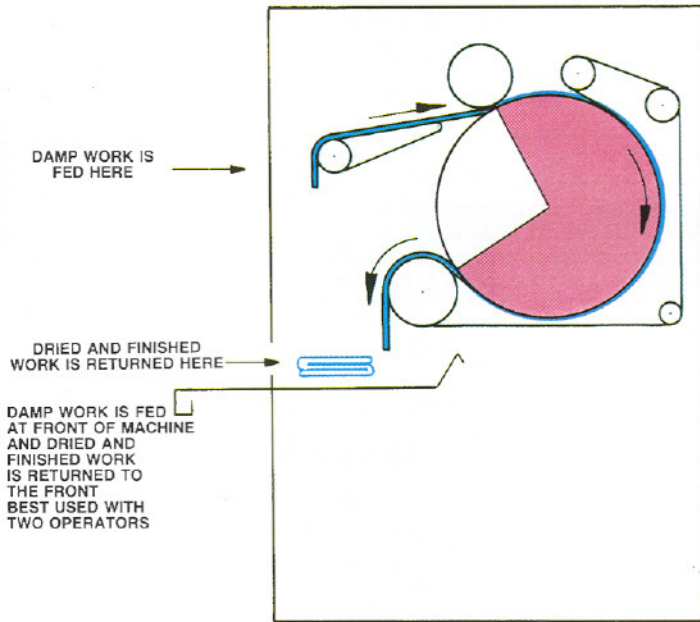 DAMP WORK IS
FED HERE
DRIED AND FINISHED
WORK IS RETURNED HERE
DAMP WORK IS FED
AT FRONT OF MACHINE
AND DRIED AND
FINISHED WORK
IS RETURNED TO
THE FRONT
BEST USED WITH
TWO OPERATORS